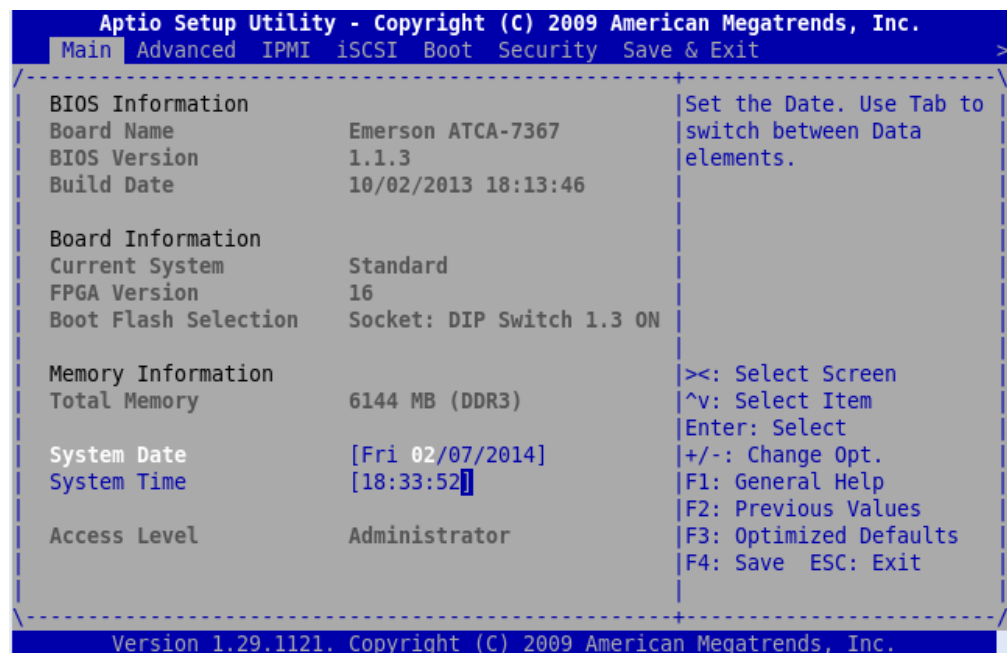 Aptio Setup Utility - Copyright (C) 2009 American Megatrends, Inc.
Main Advanced IPMI iSCSI Boot Security Save & Exit >
BIOS Information
Board Name Emerson ATCA-7367
BIOS Version 1.1.3
Build Date 10/02/2013 18:13:46
Board Information
Current System Standard
FPGA Version 16
Boot Flash Selection Socket: DIP Switch 1.3 ON
Memory Information
Total Memory 6144 MB (DDR3)
System Date [Fri 02/07/2014]
System Time [18:33:52]
Access Level Administrator
Set the Date. Use Tab to
switch between Data
elements.
><: Select Screen
^v: Select Item
Enter: Select
+/-: Change Opt.
F1: General Help
F2: Previous Values
F3: Optimized Defaults
F4: Save ESC: Exit
Version 1.29.1121. Copyright (C) 2009 American Megatrends, Inc.